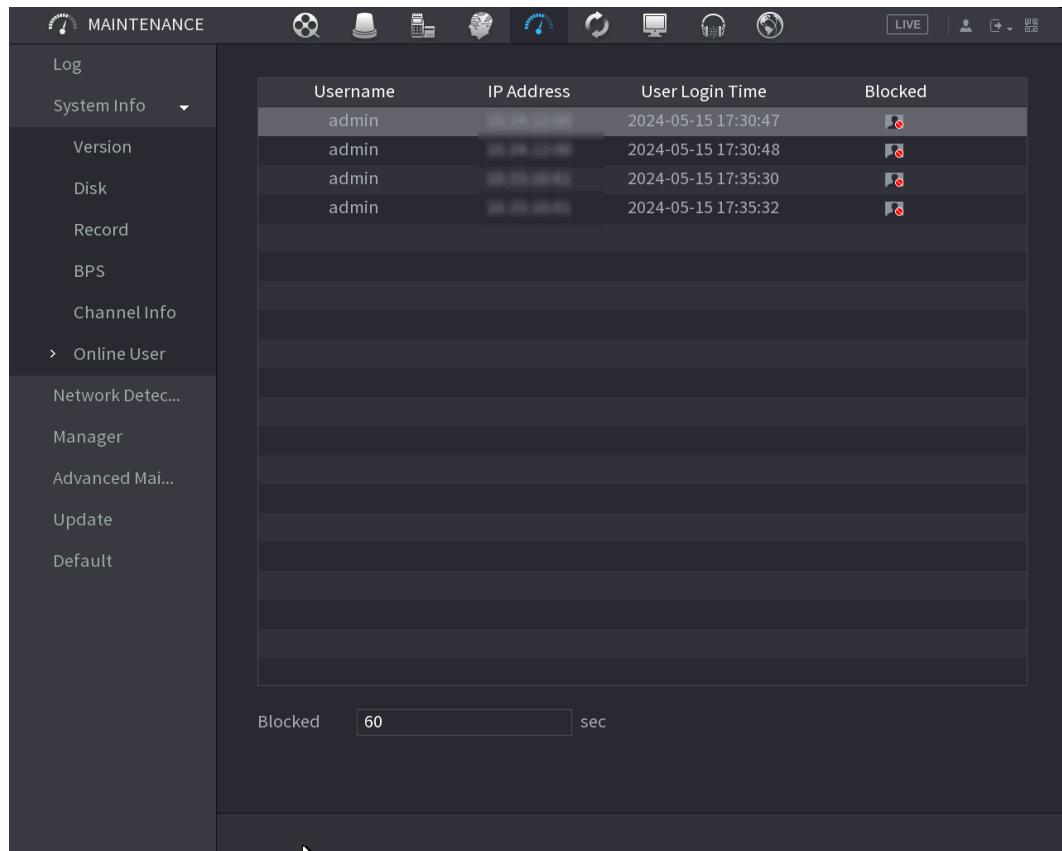 MAINTENANCE
LIVE
Log
System Info
Version
Disk
Record
BPS
Channel Info
Online User
Network Detec...
Manager
Advanced Mai...
Update
Default
Username IP Address User Login Time Blocked
admin 2024-05-15 17:30:47
admin 2024-05-15 17:30:48
admin 2024-05-15 17:35:30
admin 2024-05-15 17:35:32
Blocked 60 sec